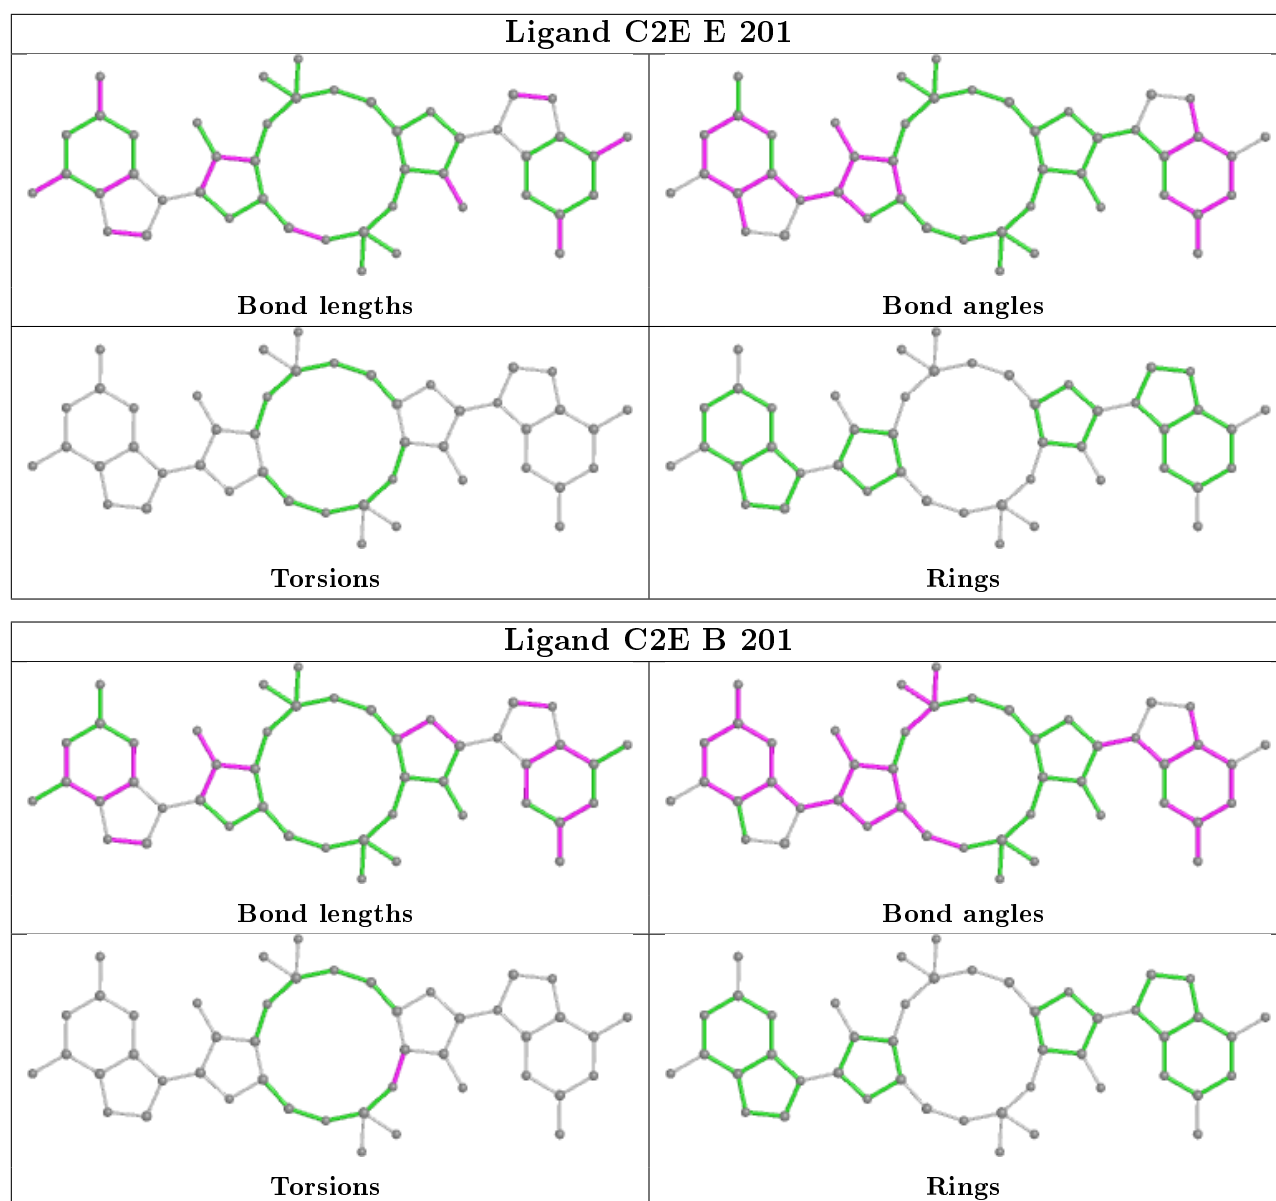 Ligand C2E E 201
Bond lengths
Bond angles
Torsions
Rings
Ligand C2E B 201
Bond lengths
Bond angles
Torsions
Rings